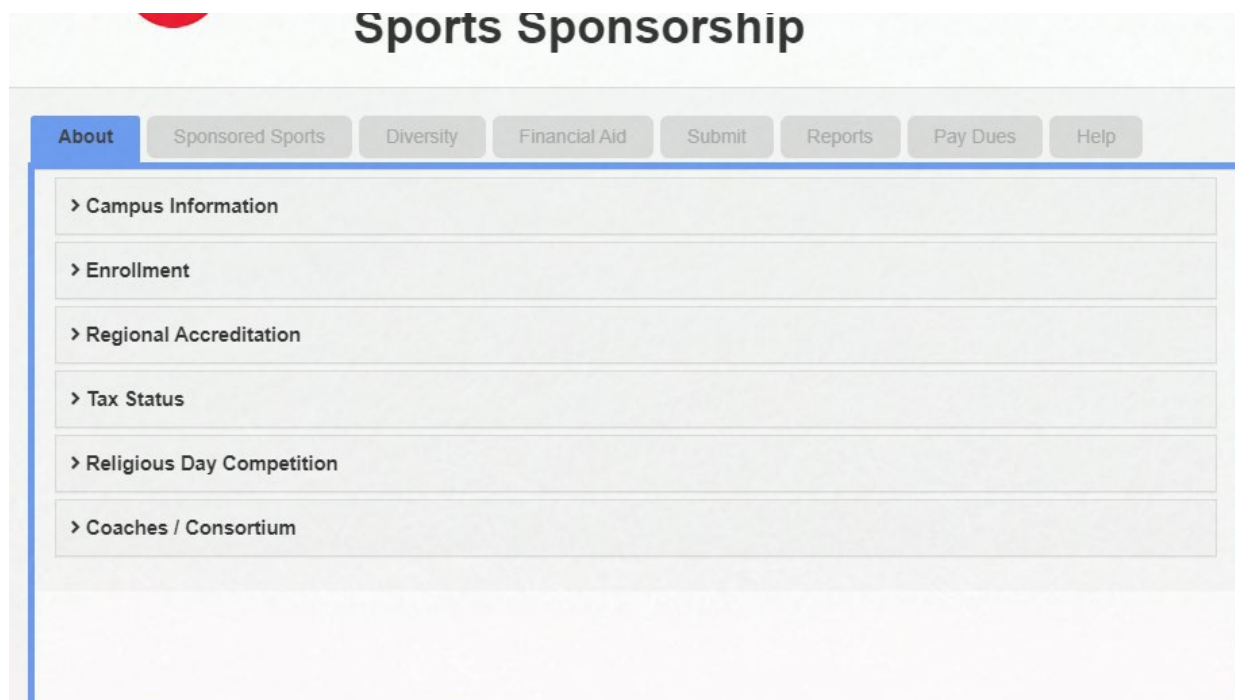 Sports Sponsorship
About Sponsored Sports Diversity Financial Aid Submit Reports Pay Dues Help
> Campus Information
> Enrollment
> Regional Accreditation
> Tax Status
> Religious Day Competition
> Coaches / Consortium